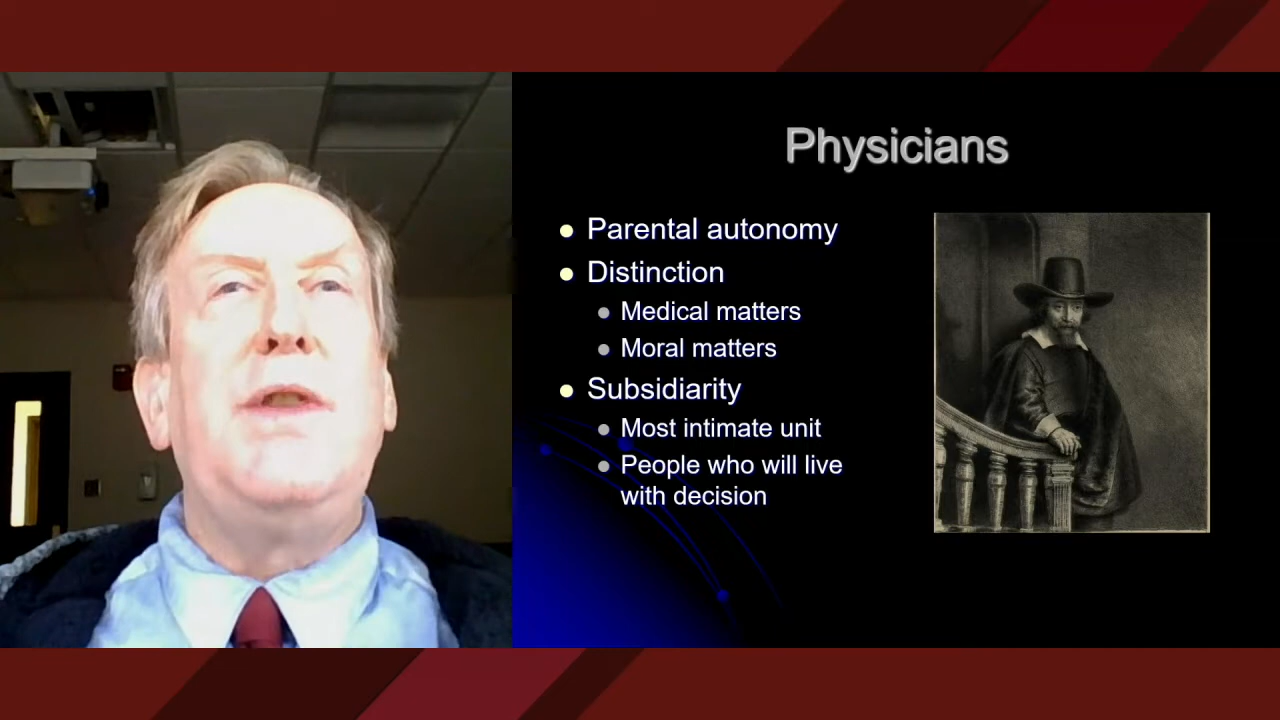 Physicians
Parental autonomy
Distinction
Medical matters
Moral matters
Subsidiarity
Most intimate unit
People who will live
with decision